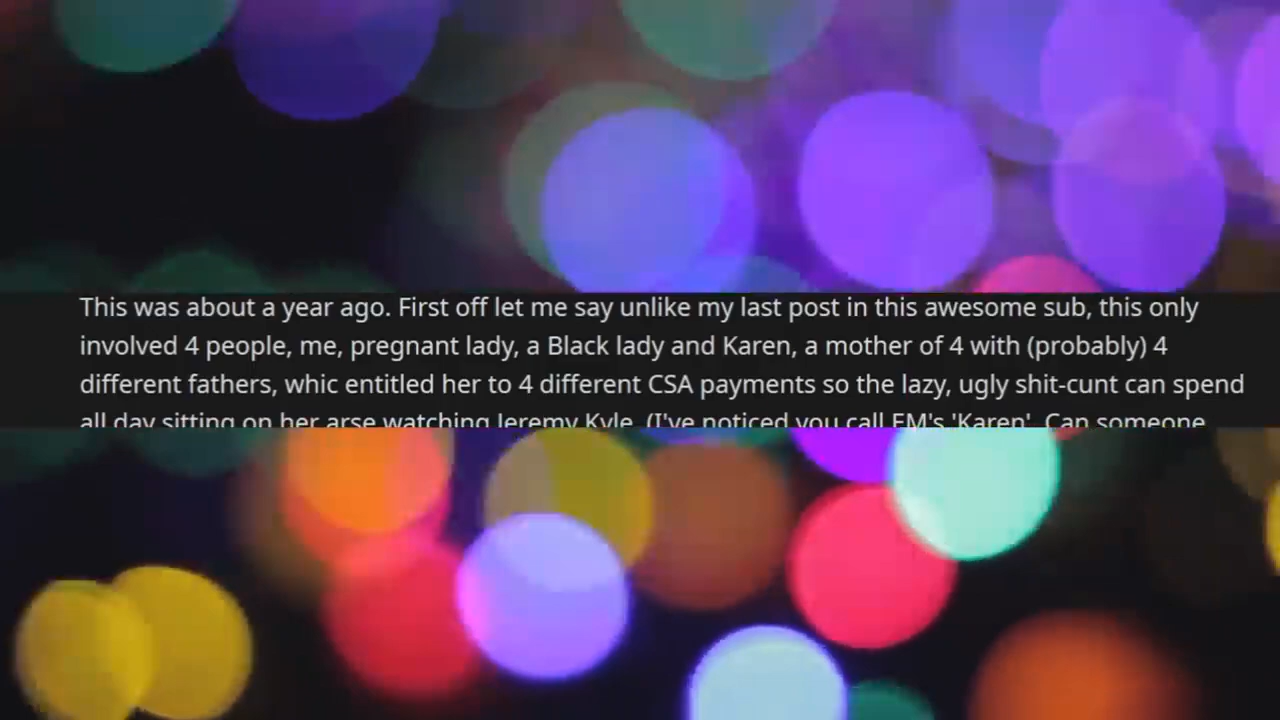 This was about a year ago. First off let me say unlike my last post in this awesome sub, this only
involved 4 people, me, pregnant lady, a Black lady and Karen, a mother of 4 with (probably) 4
different fathers, whic entitled her to 4 different CSA payments so the lazy, ugly shit-cunt can spend
all day sitting on her arse watching Jeremy Kyle. (I've noticed you call EM's 'Karen'. Can someone